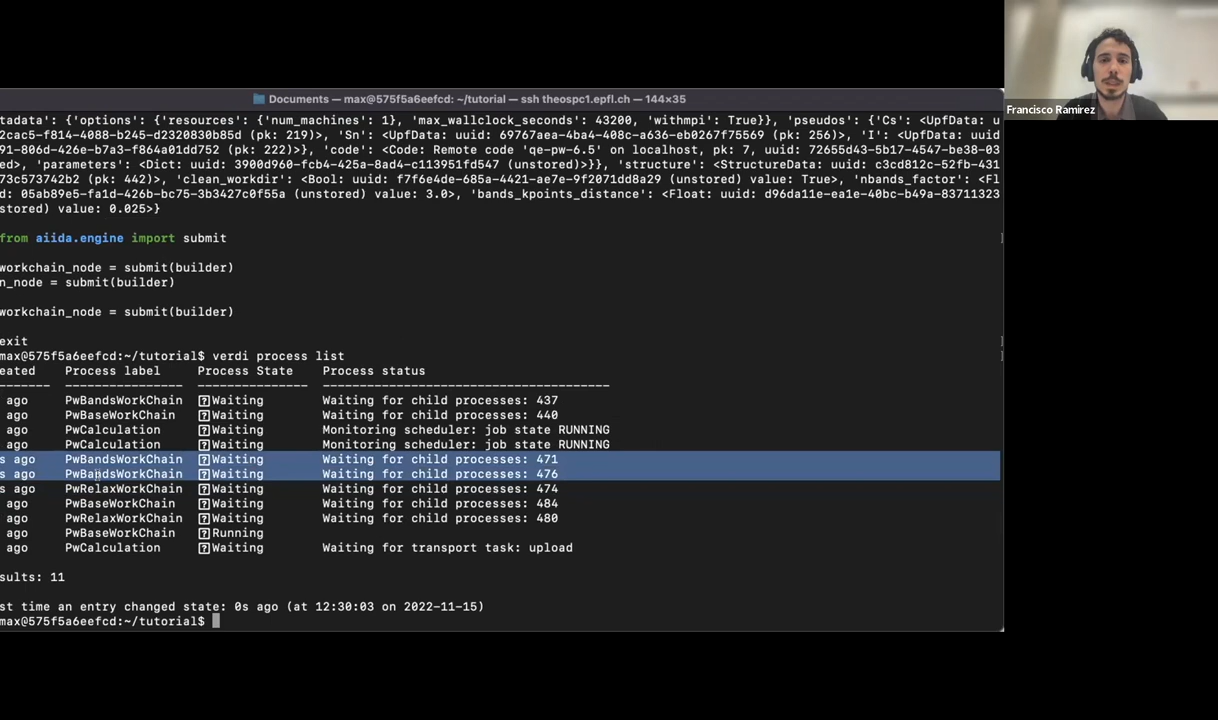 Documents — max@575f5a6eefcd: ~/tutorial — ssh theospc1.epfl.ch — 144×35
Francisco Ramirez
tadata': {'options': {'resources': {'num_machines': 1}, 'max_wallclock_seconds': 43200, 'withmpi': True}}, 'pseudos': {'Cs': <UpfData: u
2cac5-f814-4088-b245-d2320830b85d (pk: 219)>, 'Sn': <UpfData: uuid: 69767aea-4ba4-408c-a636-eb0267f75569 (pk: 256)>, 'I': <UpfData: uuid:
91-806d-426e-b7a3-f864a01dd752 (pk: 222)>}, 'code': <Code: Remote code 'qe-pw-6.5' on localhost, pk: 7, uuid: 72655d43-5b17-4547-be38-03
ed>, 'parameters': <Dict: uuid: 3900d960-fcb4-425a-8ad4-c113951fd547 (unstored)>}}, 'structure': <StructureData: uuid: c3cd812c-52fb-431
73c573742b2 (pk: 442)>, 'clean_workdir': <Bool: uuid: f7f6e4de-685a-4421-ae7e-9f2071dd8a29 (unstored) value: True>, 'nbands_factor': <Fl
d: 05ab89e5-fa1d-426b-bc75-3b3427c0f55a (unstored) value: 3.0>, 'bands_kpoints_distance': <Float: uuid: d96da11e-ea1e-40bc-b49a-83711323
stored) value: 0.025>}
from aiida.engine import submit
workchain_node = submit(builder)
n_node = submit(builder)
workchain_node = submit(builder)
exit
max@575f5a6eefcd:~/tutorial$ verdi process list
eated Process label Process State Process status
------- ---------------- --------------- ---------------------------------------
ago PwBandsWorkChain Waiting Waiting for child processes: 437
ago PwBaseWorkChain Waiting Waiting for child processes: 440
ago PwCalculation Waiting Monitoring scheduler: job state RUNNING
ago PwCalculation Waiting Monitoring scheduler: job state RUNNING
s ago PwBandsWorkChain Waiting Waiting for child processes: 471
s ago PwBandsWorkChain Waiting Waiting for child processes: 476
s ago PwRelaxWorkChain Waiting Waiting for child processes: 474
ago PwBaseWorkChain Waiting Waiting for child processes: 484
ago PwRelaxWorkChain Waiting Waiting for child processes: 480
ago PwBaseWorkChain Running
ago PwCalculation Waiting Waiting for transport task: upload
sults: 11
st time an entry changed state: 0s ago (at 12:30:03 on 2022-11-15)
max@575f5a6eefcd:~/tutorial$